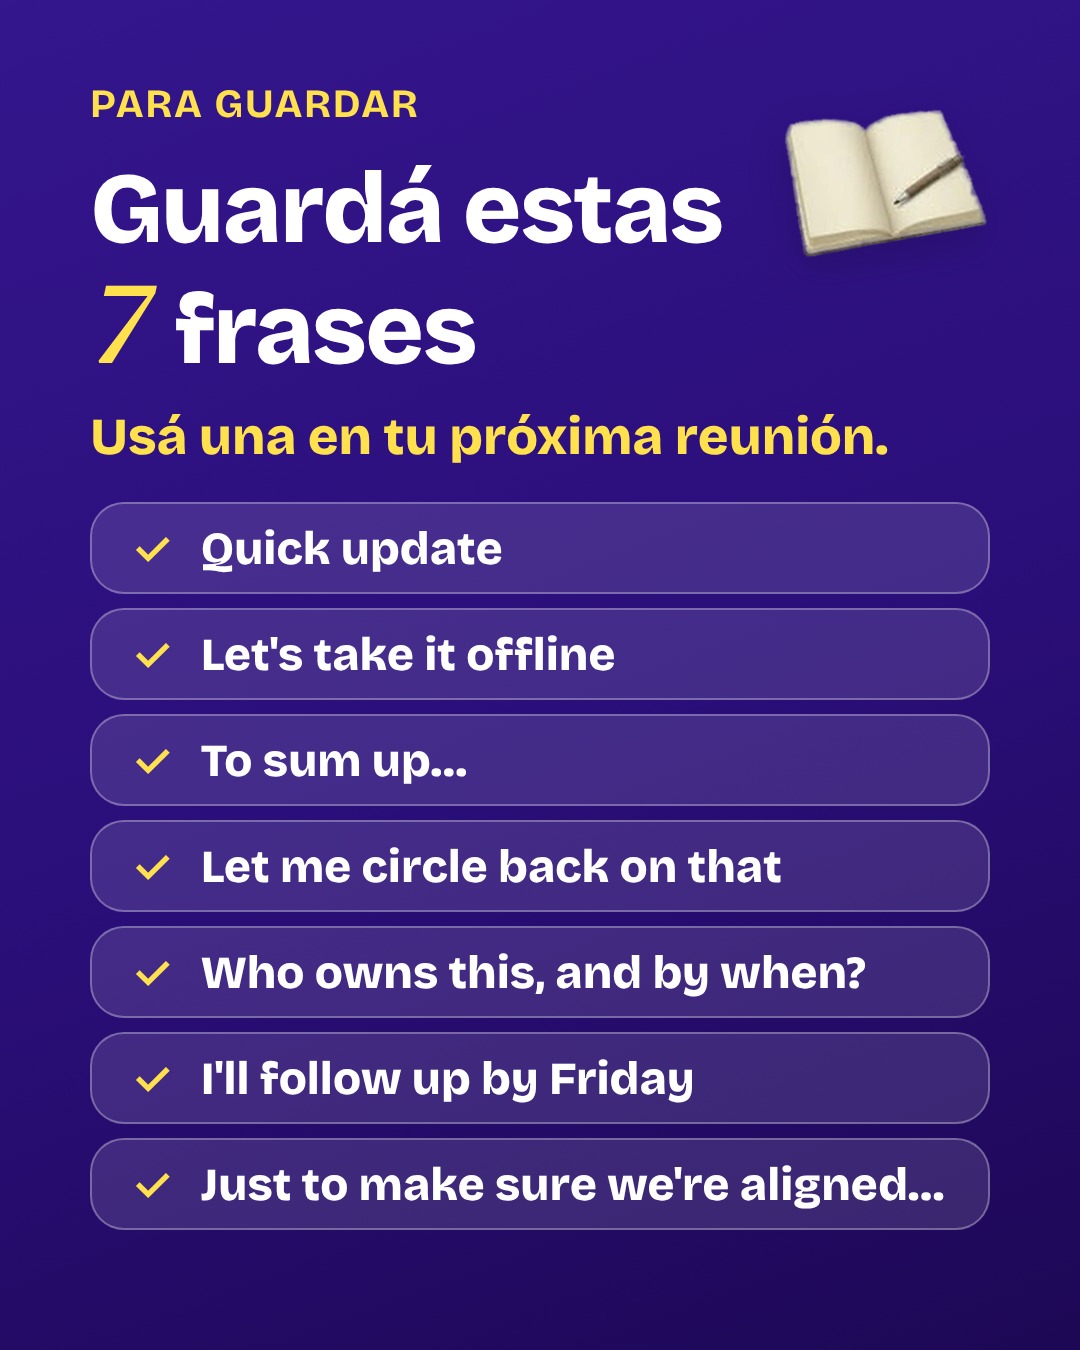 PARA GUARDAR
Guardá estas
7 frases
Usá una en tu próxima reunión.
Quick update
Let's take it offline
To sum up...
Let me circle back on that
Who owns this, and by when?
I'll follow up by Friday
Just to make sure we're aligned...